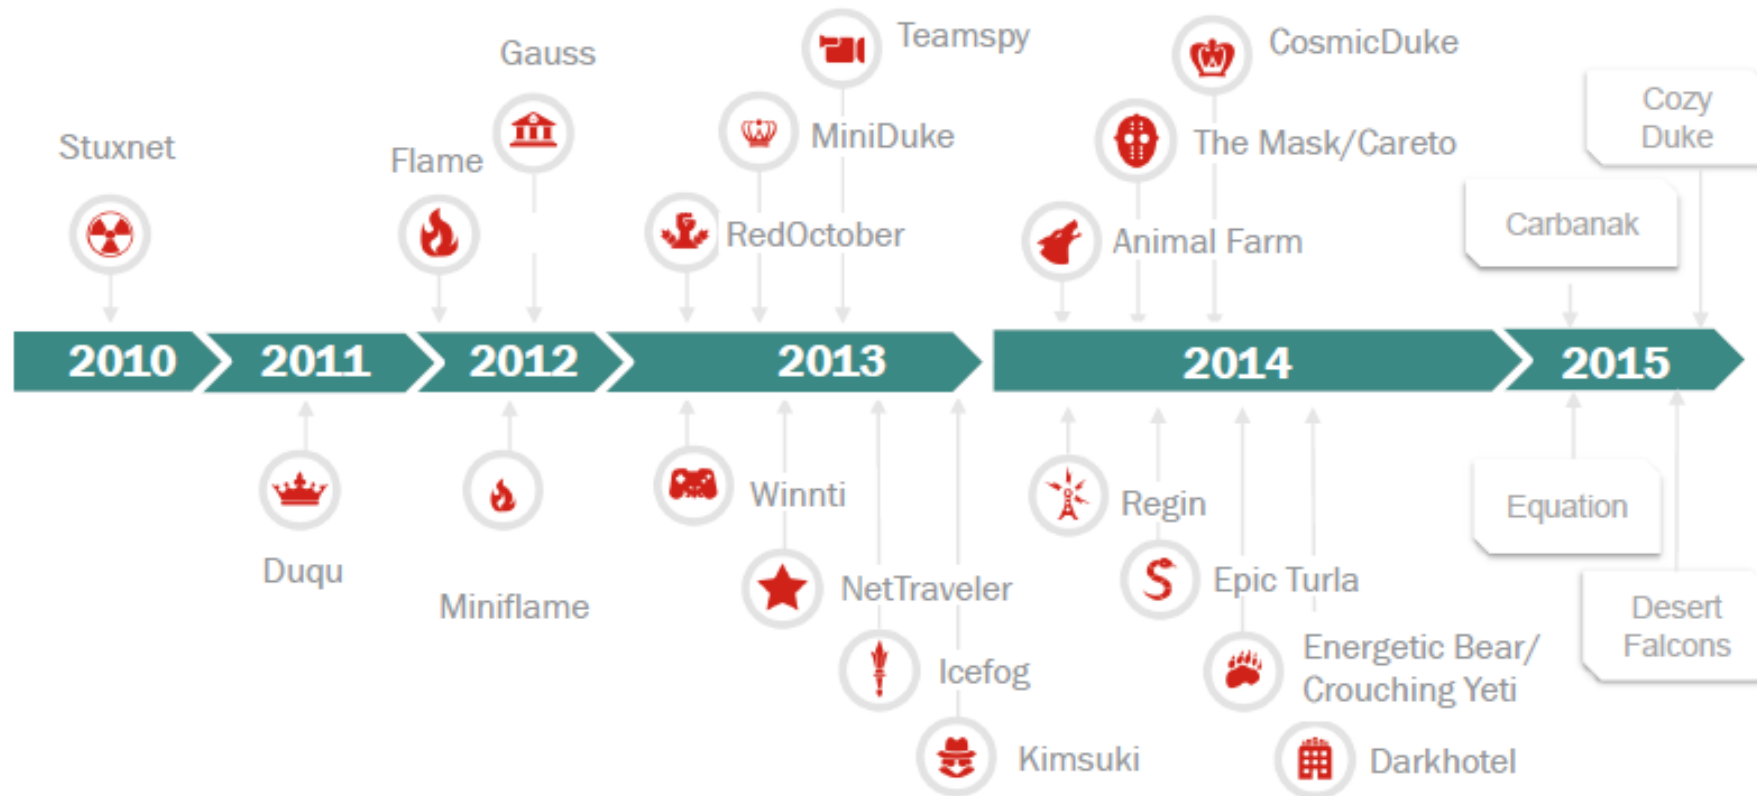 Teamspy
CosmicDuke
Gauss
Cozy
Duke
MiniDuke
The Mask/Careto
Stuxnet
Flame
Carbanak
RedOctober
Animal Farm
2010
2011
2012
2013
2014
2015
Winnti
Regin
Equation
Duqu
NetTraveler
Epic Turla
Miniflame
Desert
Falcons
Icefog
Energetic Bear/
Crouching Yeti
Kimsuki
Darkhotel